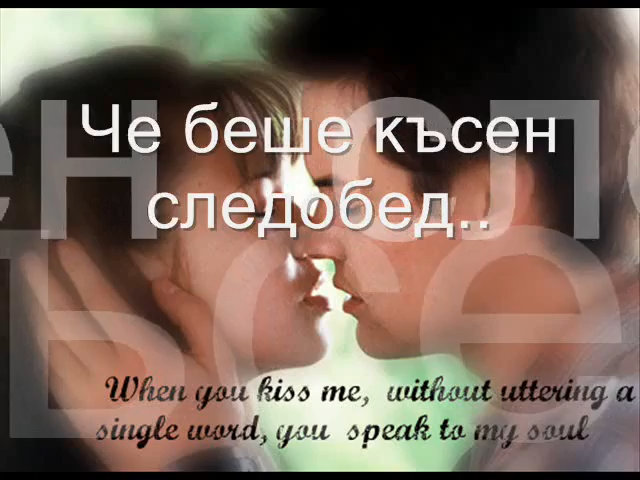 Че беше късен
следобед..
When you kiss me, without uttering a
single word, you speak to my soul